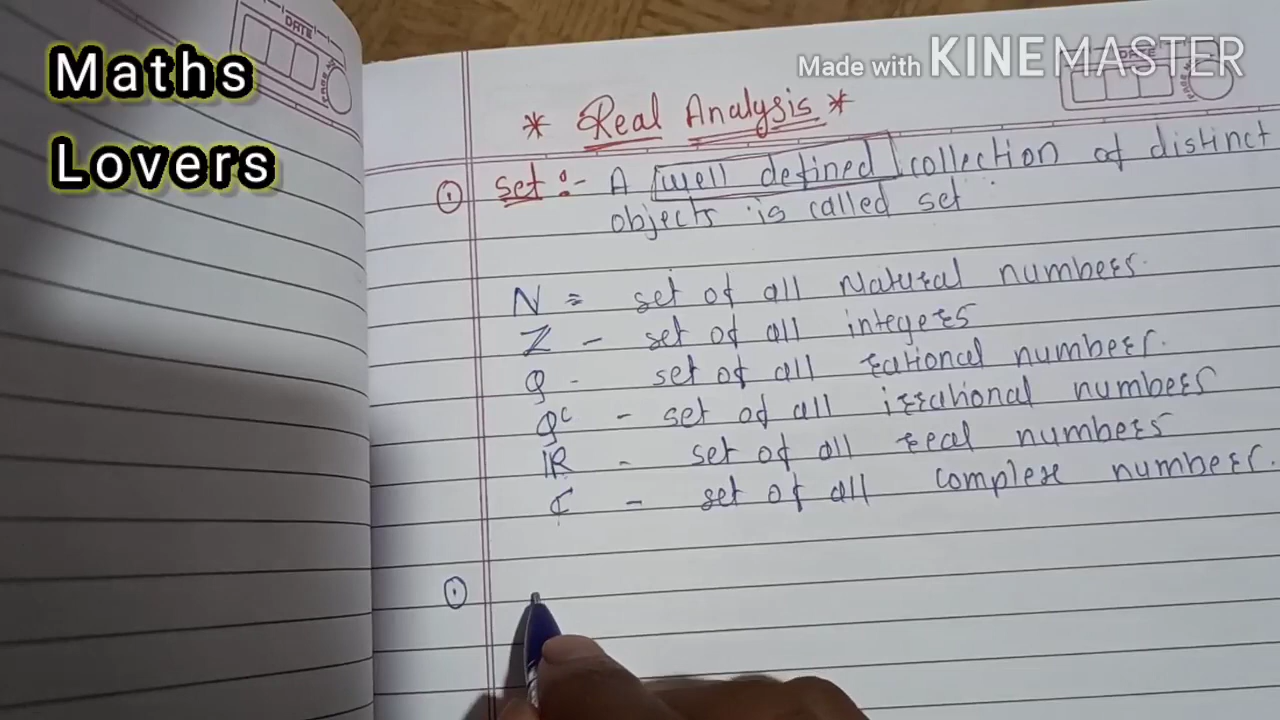 Maths
Lovers
Made with KINEMASTER
DATE
DATE
* Real Analysis *
set :- A well defined collection of distinct
objects is called set
N = set of all Natural numbers.
Z - set of all integers
Q - set of all rational numbers.
Qᶜ - set of all irrational numbers
IR - set of all real numbers
₵ - set of all complex numbers.